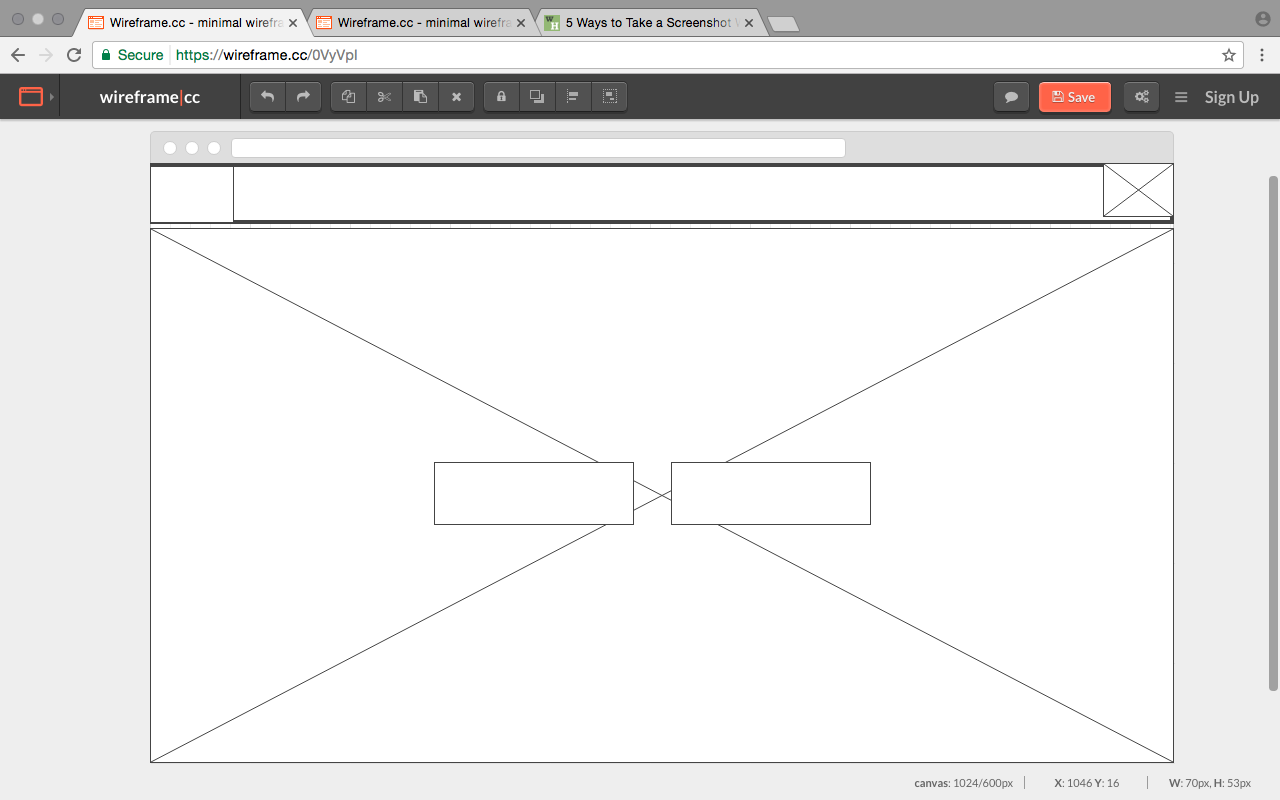 Wireframe.cc - minimal wirefra
Wireframe.cc - minimal wirefra
5 Ways to Take a Screenshot
Secure https://wireframe.cc/0VyVpI
wireframe|cc
Save
Sign Up
canvas: 1024/600px
X: 1046 Y: 16
W: 70px, H: 53px